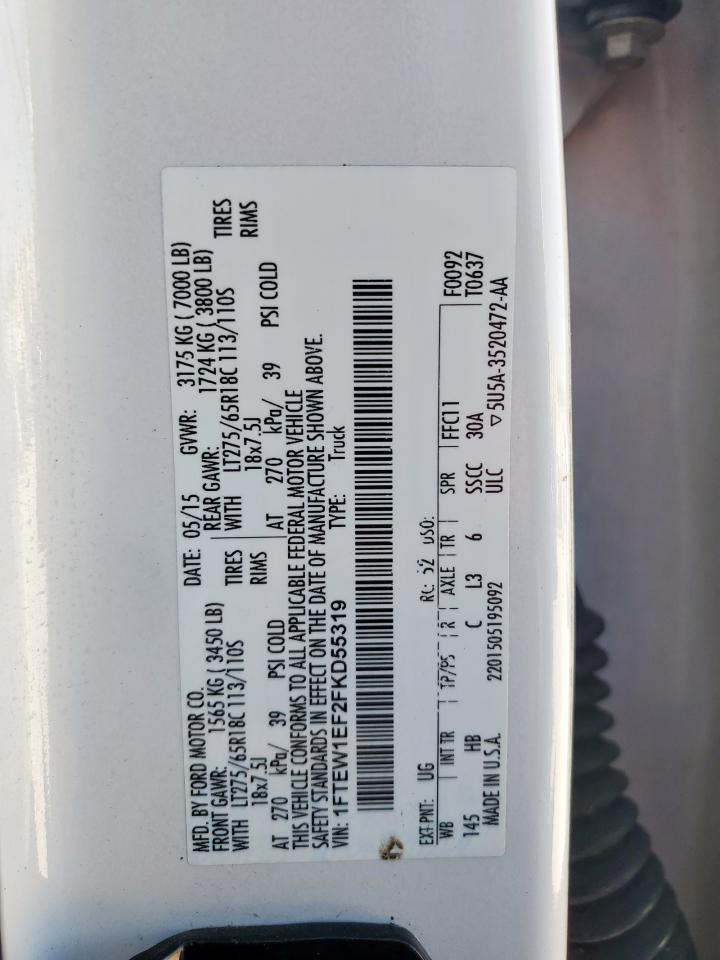 MFD. BY FORD MOTOR CO.
DATE: 05/15 GVWR: 3175 KG ( 7000 LB)
FRONT GAWR: 1565 KG ( 3450 LB) REAR GAWR: 1724 KG ( 3800 LB)
WITH LT275/65R18C 113/110S TIRES WITH LT275/65R18C 113/110S TIRES
18x7.5J RIMS 18x7.5J RIMS
AT 270 kPa/ 39 PSI COLD AT 270 kPa/ 39 PSI COLD
THIS VEHICLE CONFORMS TO ALL APPLICABLE FEDERAL MOTOR VEHICLE
SAFETY STANDARDS IN EFFECT ON THE DATE OF MANUFACTURE SHOWN ABOVE.
VIN: 1FTEW1EF2FKD55319 TYPE: Truck
EXT PNT: UG RC: 52 DSO: F0092
WB INT TR TP/PS R AXLE TR SPR FFC11 T0637
145 HB C L3 6 SSCC 30A
MADE IN U.S.A. 2201505195092 ULC ▽5U5A-3520472-AA